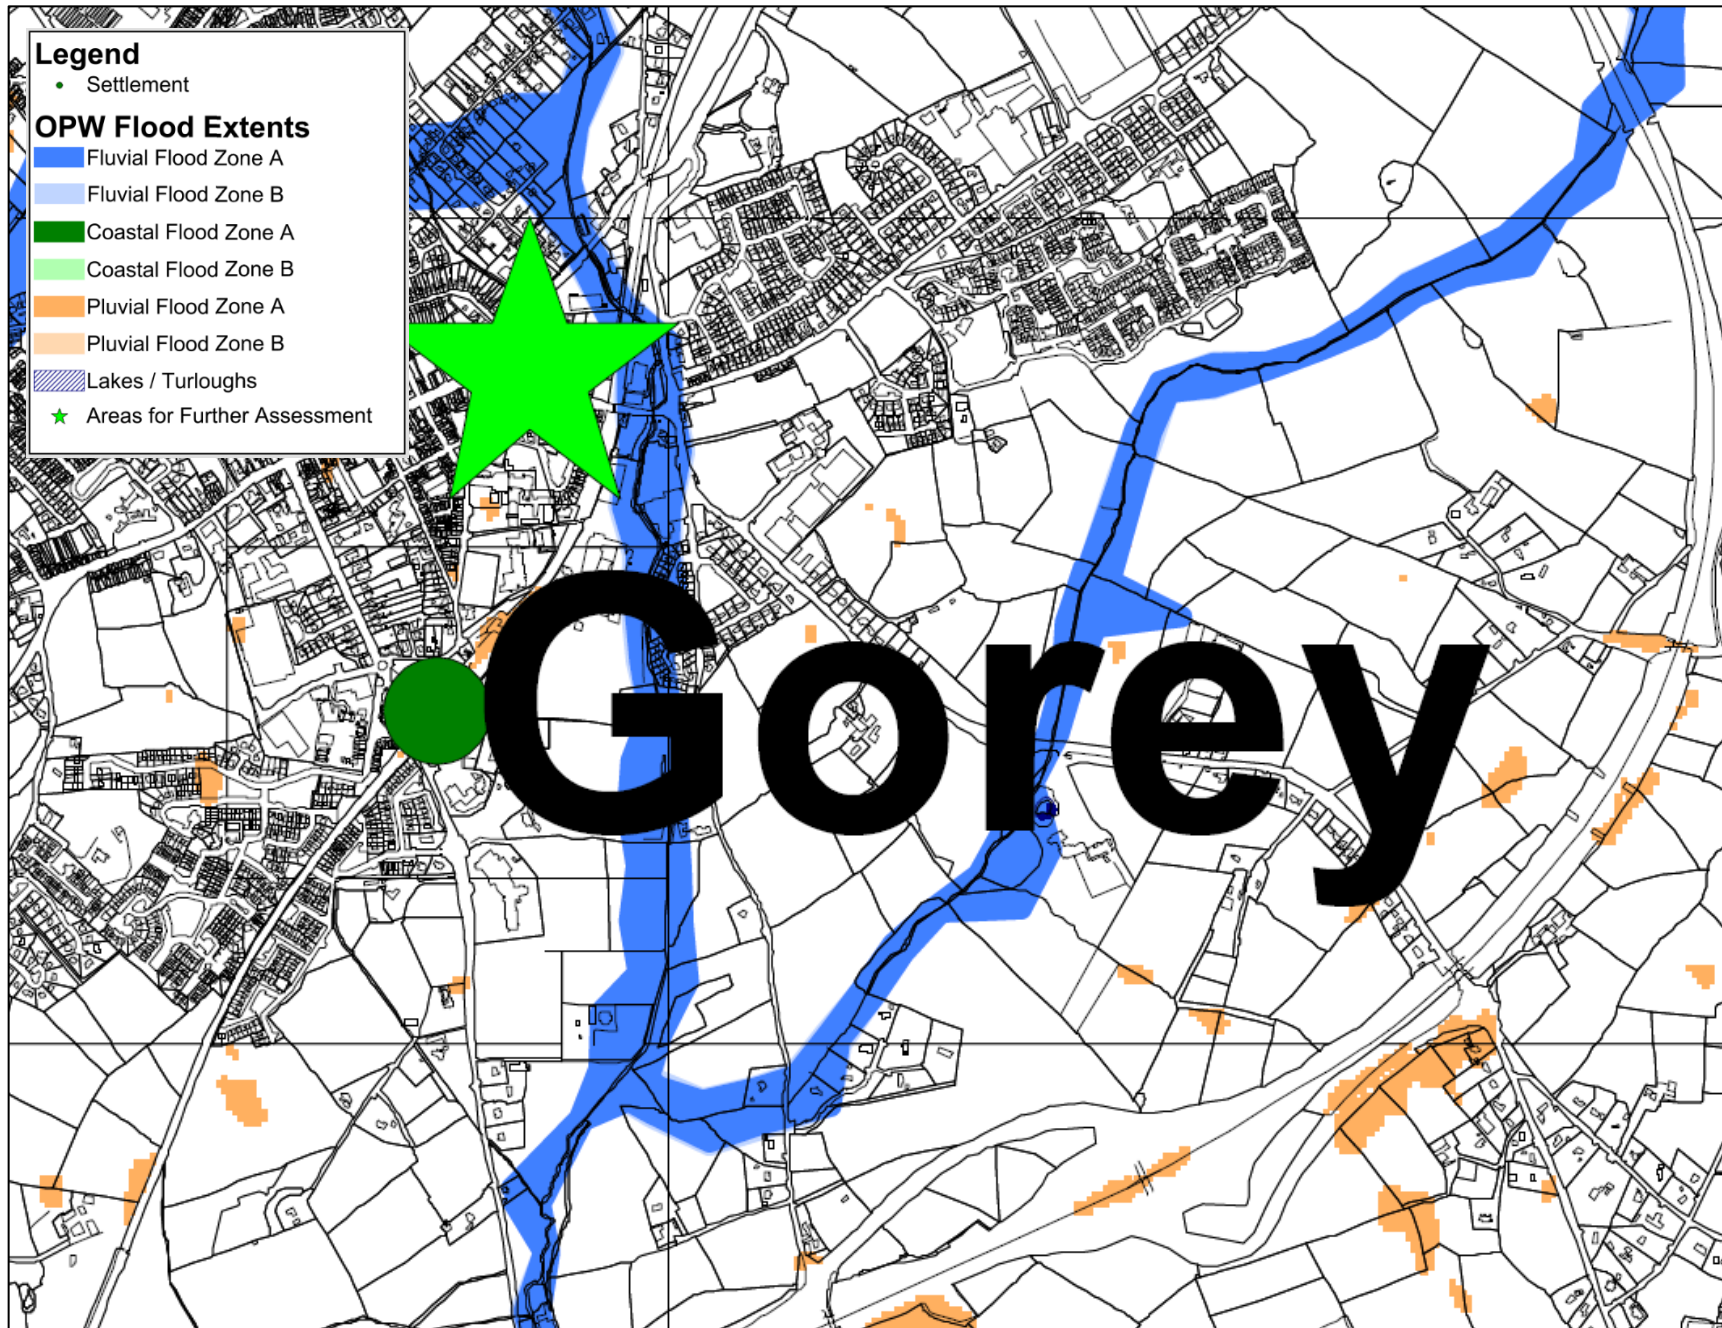 Legend
Settlement
OPW Flood Extents
Fluvial Flood Zone A
Fluvial Flood Zone B
Coastal Flood Zone A
Coastal Flood Zone B
Pluvial Flood Zone A
Pluvial Flood Zone B
Lakes / Turloughs
Areas for Further Assessment
Gorey